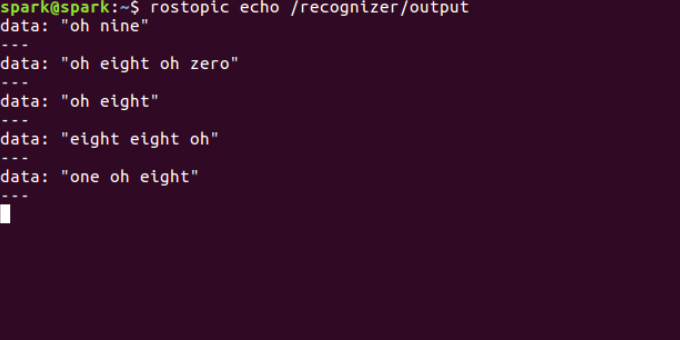 spark@spark:~$ rostopic echo /recognizer/output
data: "oh nine"
---
data: "oh eight oh zero"
---
data: "oh eight"
---
data: "eight eight oh"
---
data: "one oh eight"
---